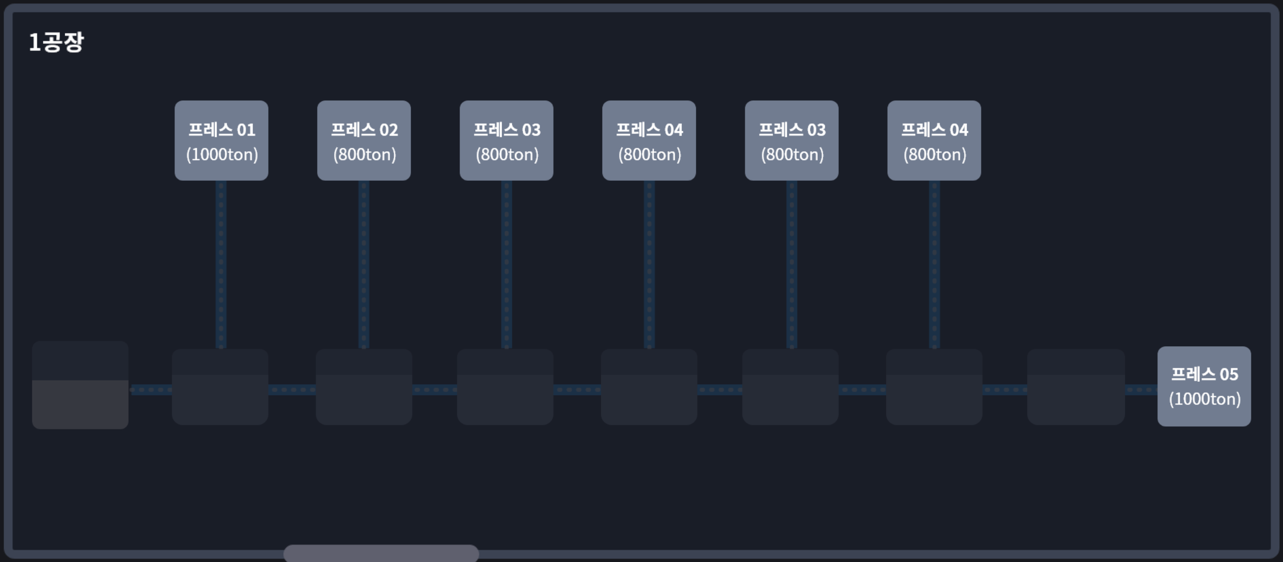 1공장
프레스 01
(1000ton)
프레스 02
(800ton)
프레스 03
(800ton)
프레스 04
(800ton)
프레스 03
(800ton)
프레스 04
(800ton)
프레스 05
(1000ton)